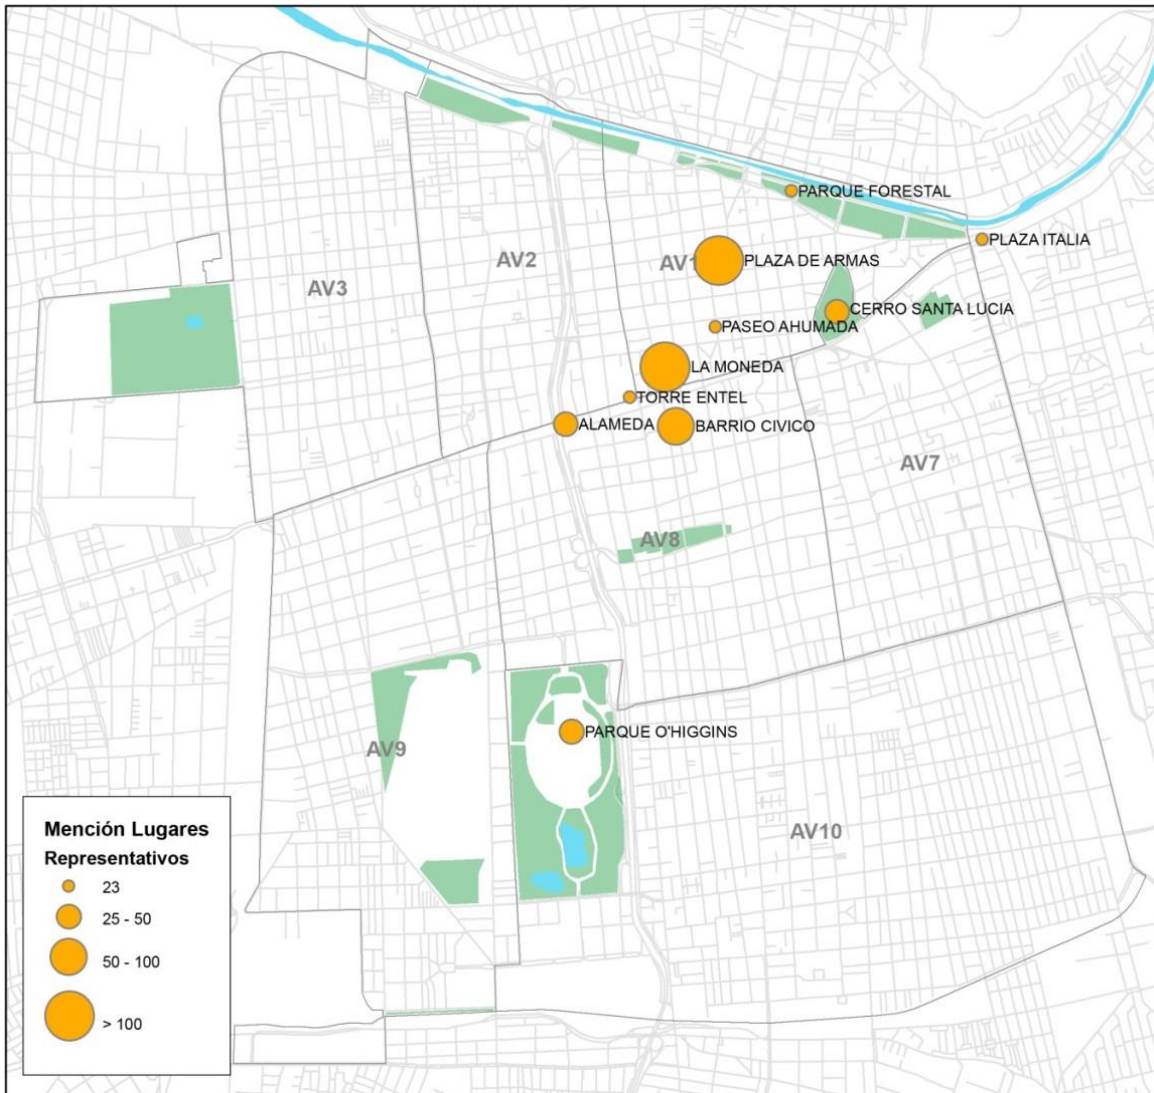 PARQUE FORESTAL
PLAZA ITALIA
AV2
AV1
PLAZA DE ARMAS
AV3
CERRO SANTA LUCIA
PASEO AHUMADA
LA MONEDA
TORRE ENTEL
ALAMEDA
BARRIO CIVICO
AV7
AV8
PARQUE O'HIGGINS
AV9
AV10
Mención Lugares
Representativos
23
25 - 50
50 - 100
> 100